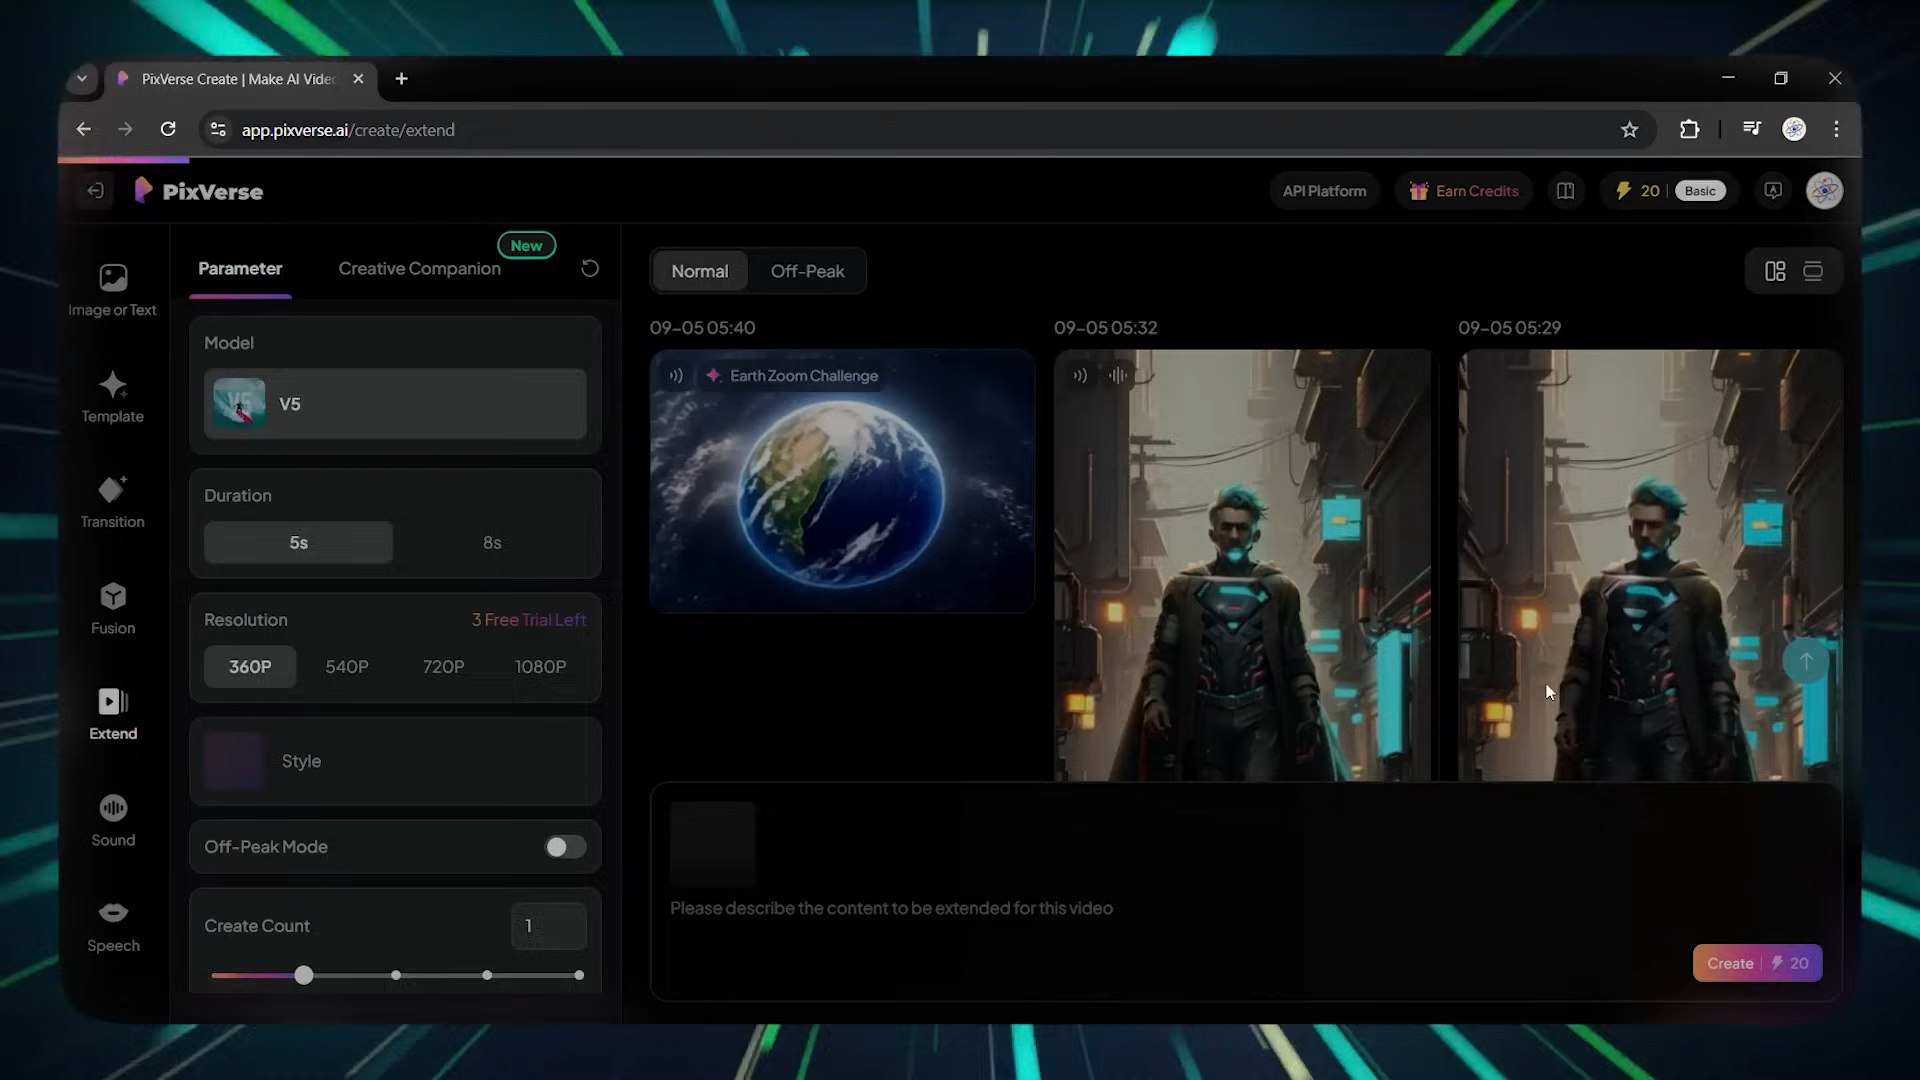 PixVerse Create | Make AI Video
app.pixverse.ai/create/extend
PixVerse
API Platform
Earn Credits
20
Basic
Image or Text
Template
Transition
Fusion
Extend
Sound
Speech
Parameter
Creative Companion
New
Model
V5
Duration
5s
8s
Resolution
3 Free Trial Left
360P
540P
720P
1080P
Style
Off-Peak Mode
Create Count
1
Normal
Off-Peak
09-05 05:40
09-05 05:32
09-05 05:29
Earth Zoom Challenge
Please describe the content to be extended for this video
Create
20